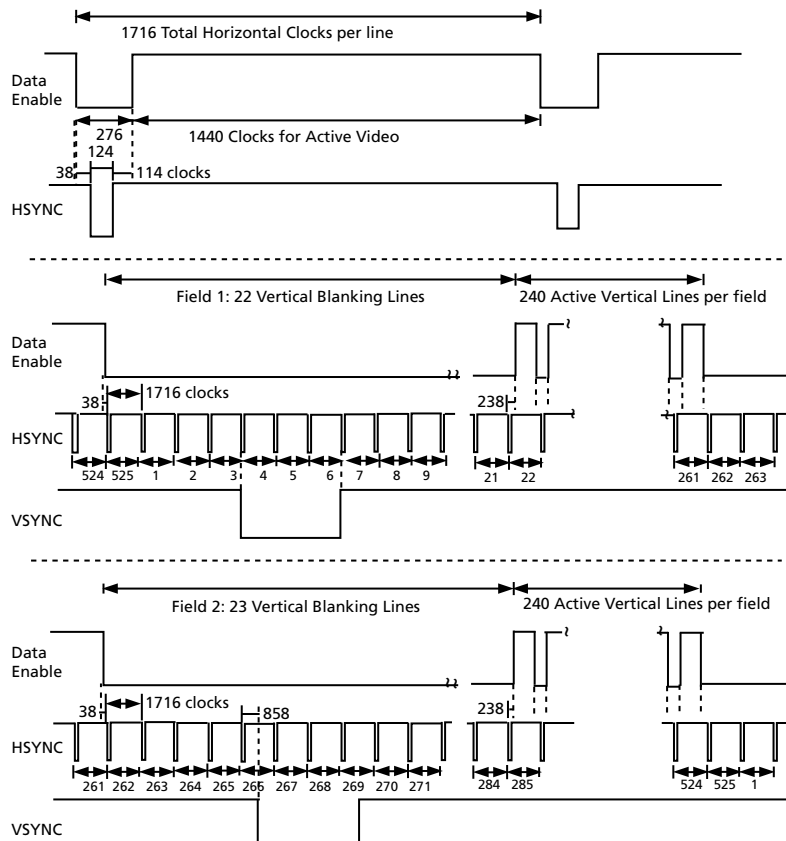 1716 Total Horizontal Clocks per line
Data
Enable
276
1440 Clocks for Active Video
124
38
114 clocks
HSYNC
Field 1: 22 Vertical Blanking Lines
240 Active Vertical Lines per field
Data
Enable
1716 clocks
38
238
HSYNC
524 525 1 2 3 4 5 6 7 8 9 21 22 261 262 263
VSYNC
Field 2: 23 Vertical Blanking Lines
240 Active Vertical Lines per field
Data
Enable
1716 clocks
38
858
238
HSYNC
261 262 263 264 265 266 267 268 269 270 271 284 285 524 525 1
VSYNC